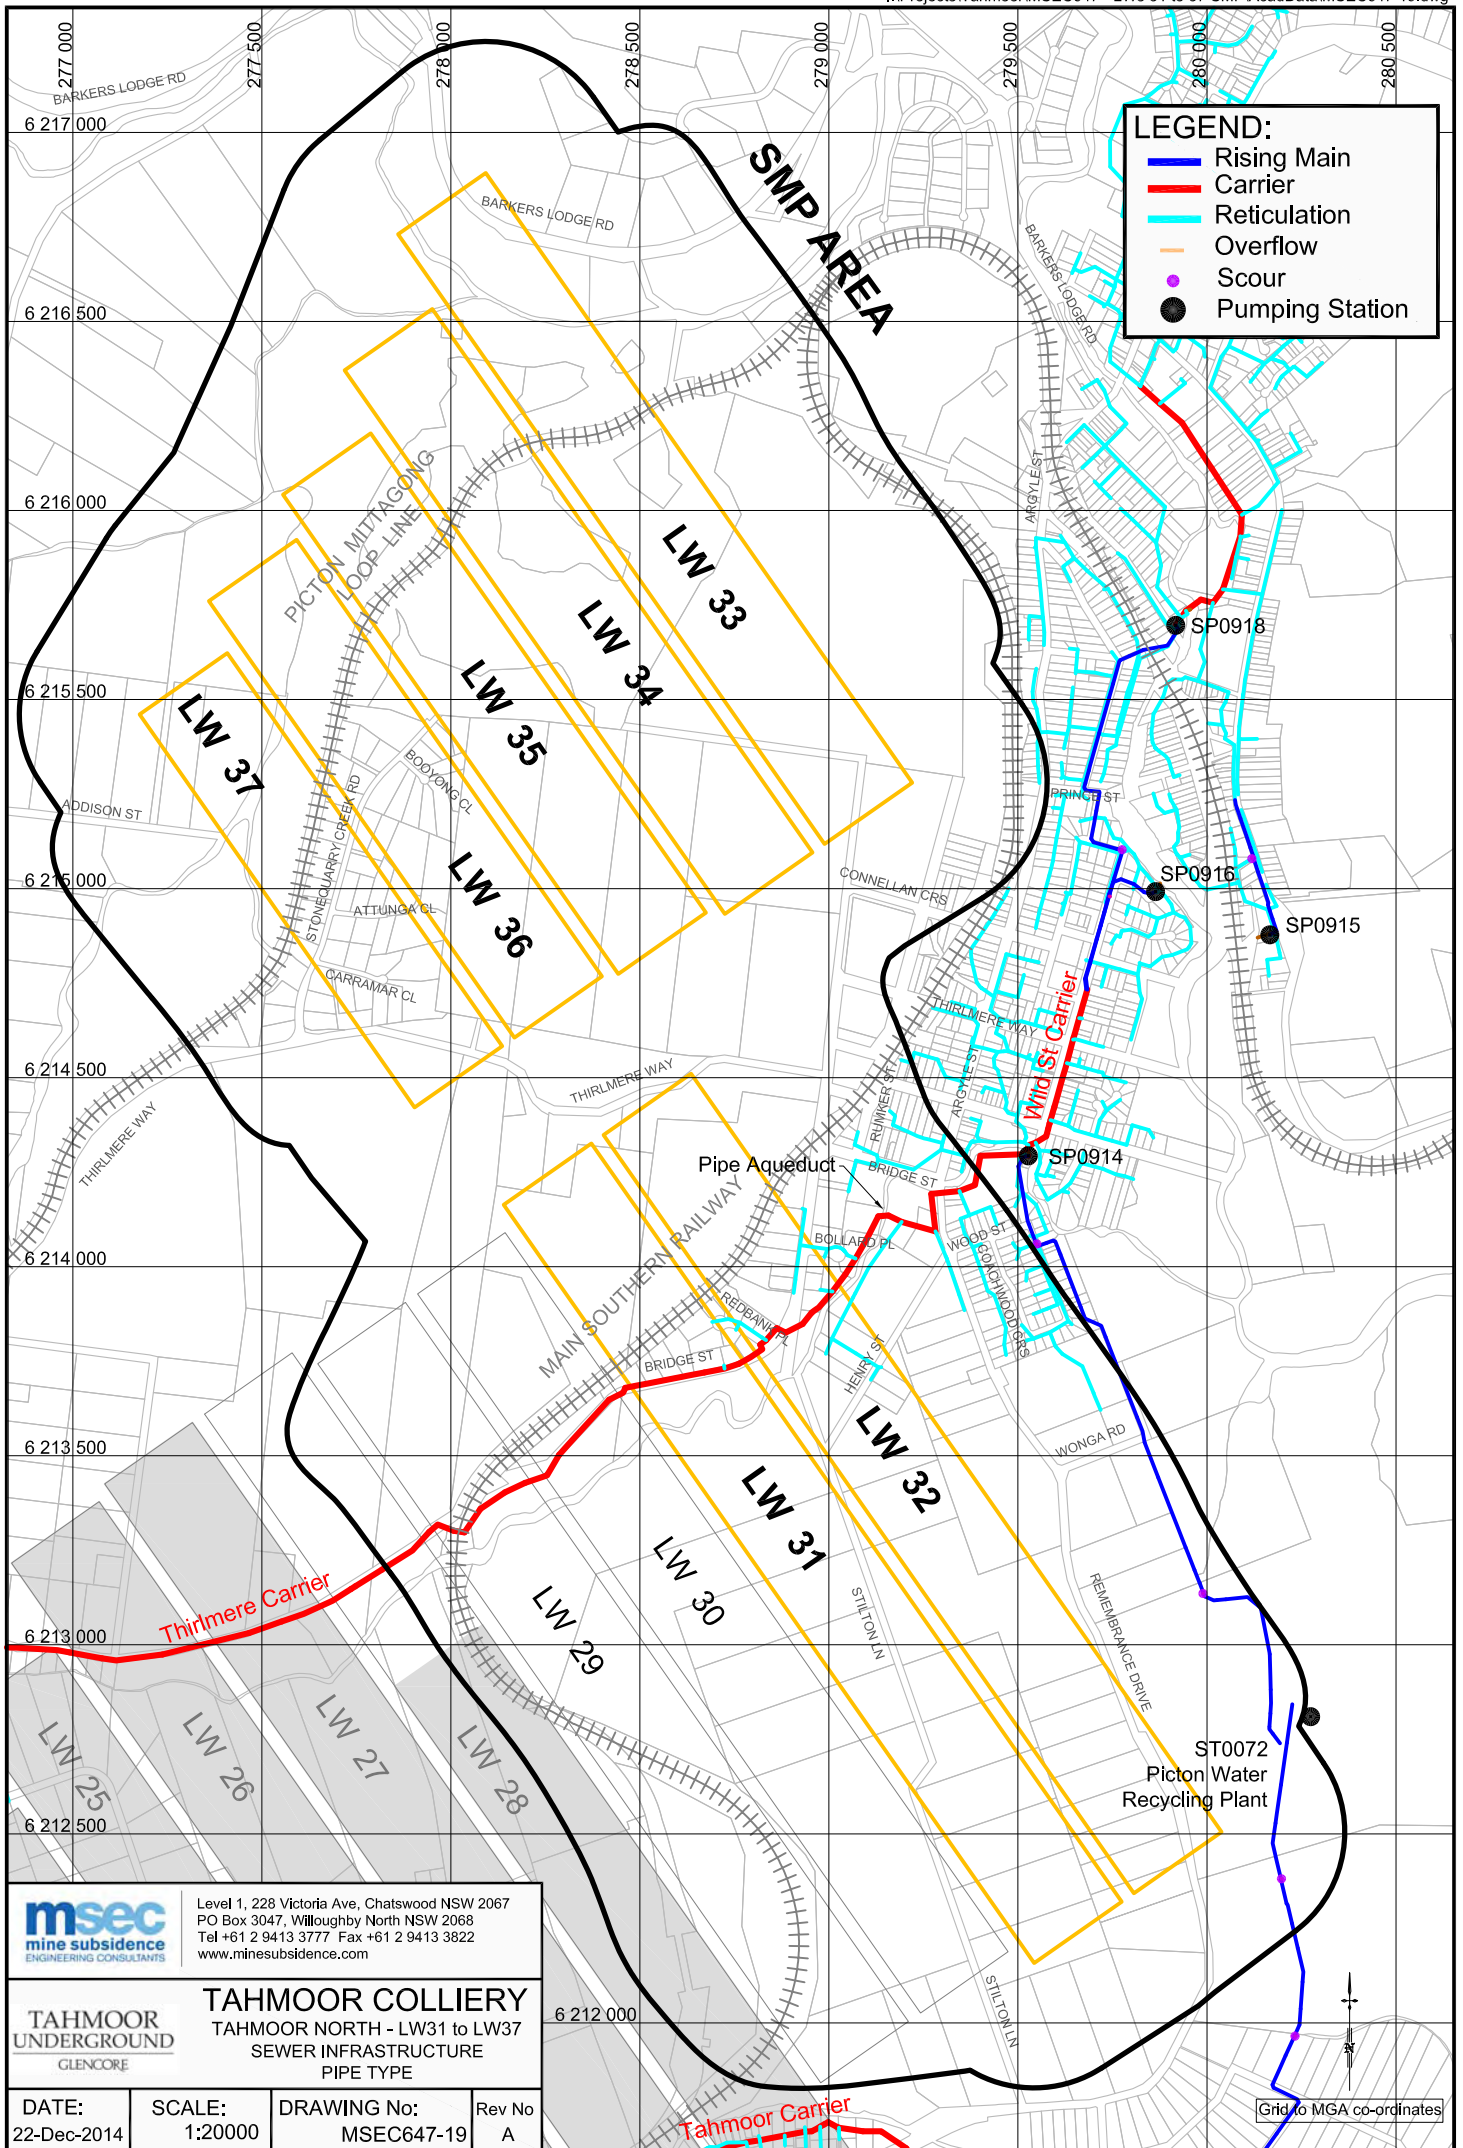 277 000
277 500
278 000
278 500
279 000
279 500
280 000
280 500
BARKERS LODGE RD
6 217 000
LEGEND:
Rising Main
Carrier
Reticulation
Overflow
Scour
Pumping Station
SMP AREA
BARKERS LODGE RD
BARKERS LODGE RD
6 216 500
PICTON MITTAGONG
LOOP LINE
ARGYLE ST
6 216 000
LW 33
LW 34
LW 35
LW 37
SP0918
6 215 500
BOOYONG CL
ADDISON ST
STONEQUARRY CREEK RD
PRINCE ST
6 215 000
LW 36
ATTUNGA CL
CARRAMAR CL
CONNELLAN CRS
SP0916
SP0915
THIRLMERE WAY
Wild St Carrier
6 214 500
THIRLMERE WAY
THIRLMERE WAY
RUMKER ST
ARGYLE ST
SP0914
Pipe Aqueduct
BRIDGE ST
MAIN SOUTHERN RAILWAY
BOLLARD PL
WOOD ST
COACHWOOD CRS
6 214 000
REDBANK PL
BRIDGE ST
HENRY ST
LW 32
WONGA RD
6 213 500
LW 31
LW 30
LW 29
STILTON LN
REMEMBRANCE DRIVE
Thirlmere Carrier
6 213 000
LW 25
LW 26
LW 27
LW 28
ST0072
Picton Water
Recycling Plant
6 212 500
msec
mine subsidence
ENGINEERING CONSULTANTS
Level 1, 228 Victoria Ave, Chatswood NSW 2067
PO Box 3047, Willoughby North NSW 2068
Tel +61 2 9413 3777 Fax +61 2 9413 3822
www.minesubsidence.com
TAHMOOR
UNDERGROUND
GLENCORE
TAHMOOR COLLIERY
TAHMOOR NORTH - LW31 to LW37
SEWER INFRASTRUCTURE
PIPE TYPE
6 212 000
STILTON LN
N
DATE:
22-Dec-2014
SCALE:
1:20000
DRAWING No:
MSEC647-19
Rev No
A
Tahmoor Carrier
Grid to MGA co-ordinates